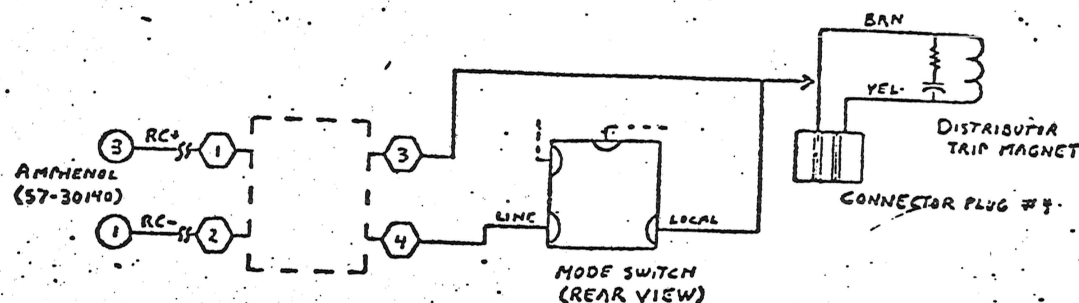 BRN
YEL.
DISTRIBUTOR
TRIP MAGNET
CONNECTOR PLUG
3
RC+
1
3
AMPHENOL
(57-30140)
1
RC-
2
4
LINE
LOCAL
MODE SWITCH
(REAR VIEW)